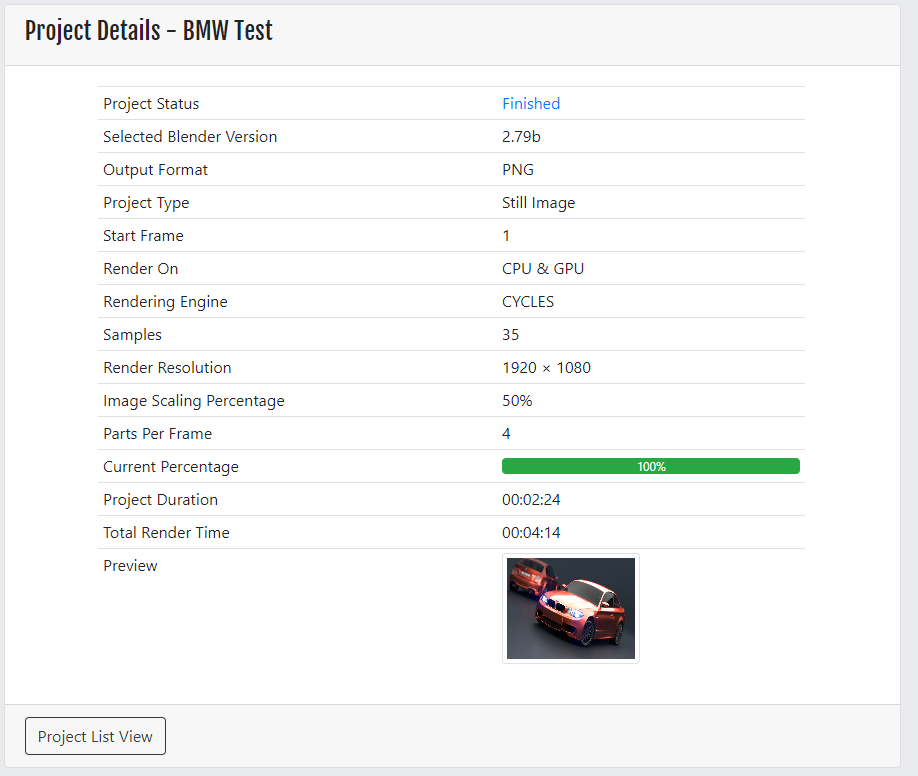 Project Details - BMW Test
Project Status Finished
Selected Blender Version 2.79b
Output Format PNG
Project Type Still Image
Start Frame 1
Render On CPU & GPU
Rendering Engine CYCLES
Samples 35
Render Resolution 1920 × 1080
Image Scaling Percentage 50%
Parts Per Frame 4
Current Percentage 100%
Project Duration 00:02:24
Total Render Time 00:04:14
Preview
Project List View